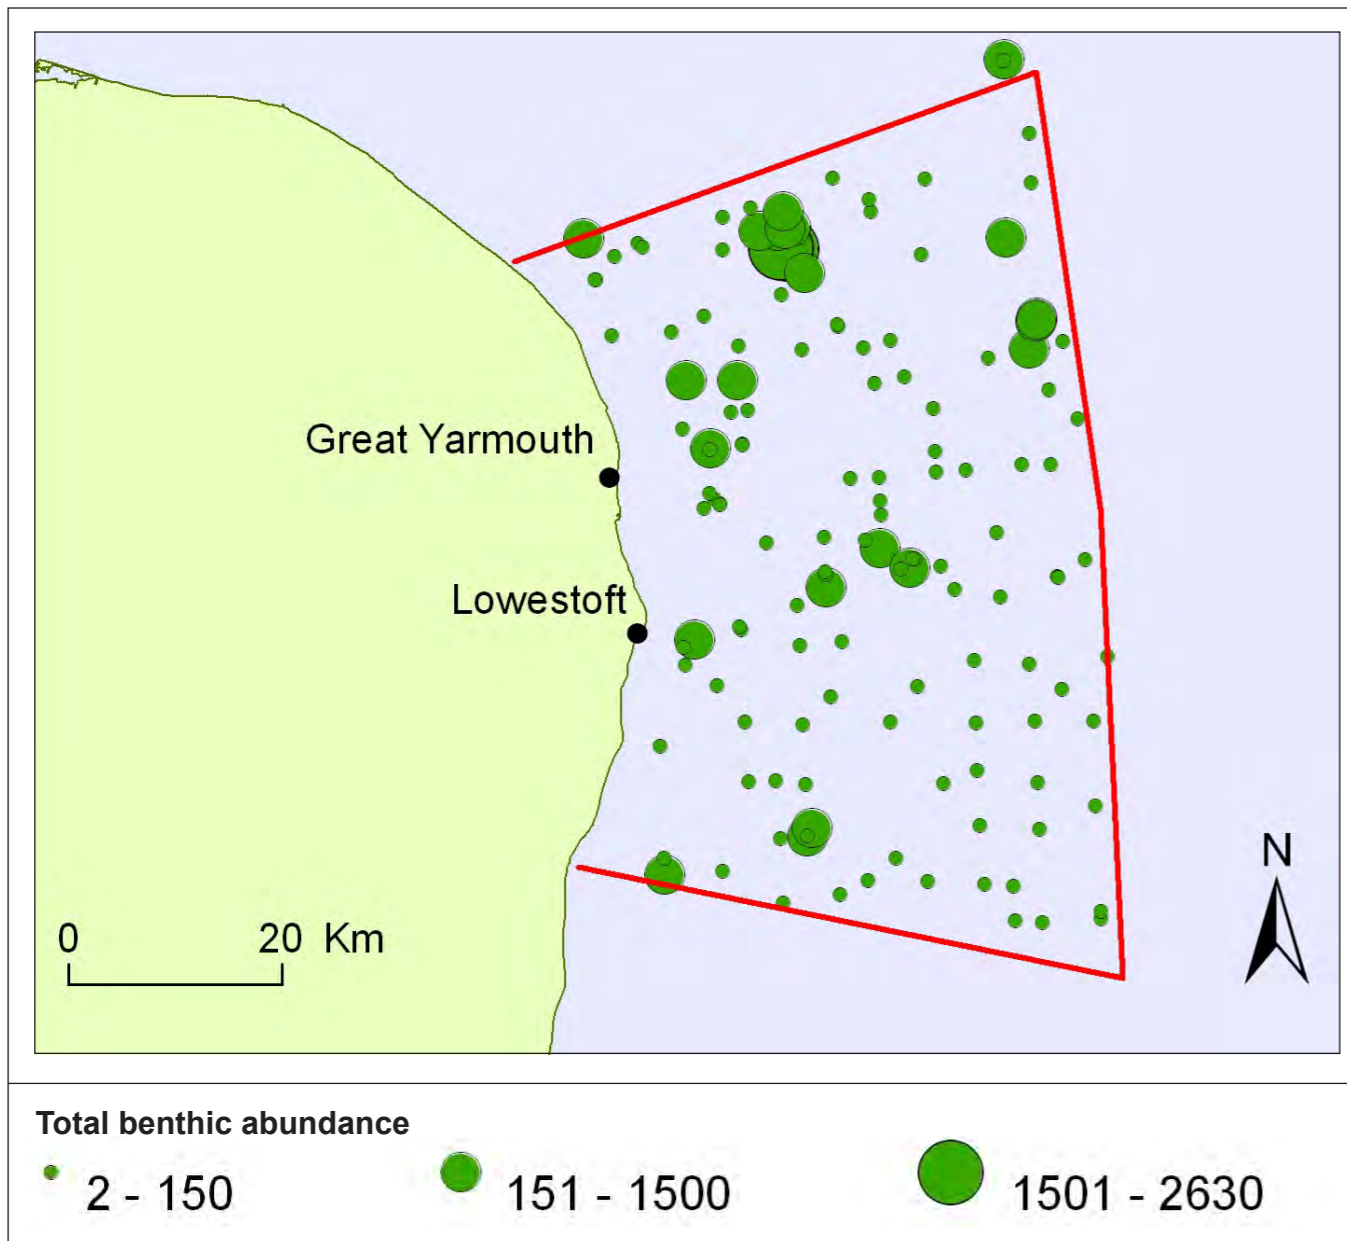 Great Yarmouth
Lowestoft
N
0 20 Km
Total benthic abundance
2 - 150 151 - 1500 1501 - 2630